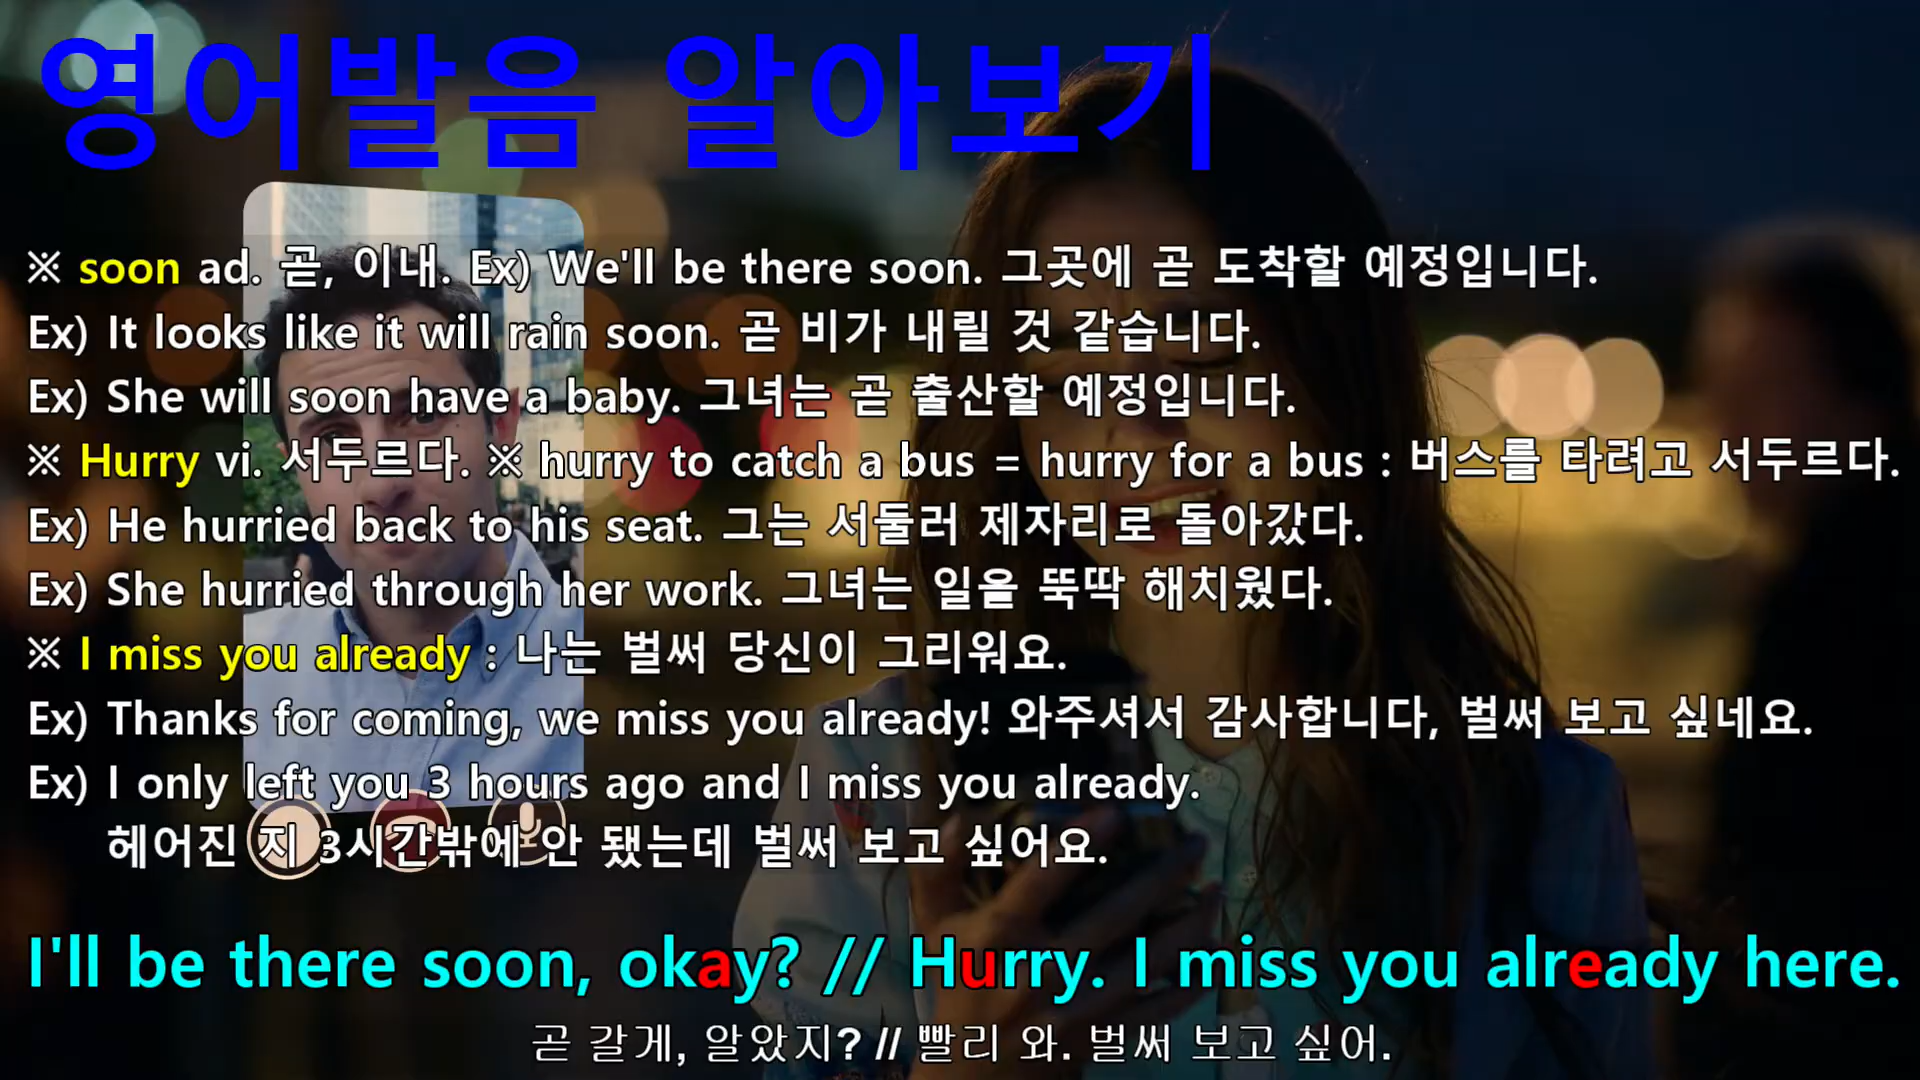 영어발음 알아보기
※ soon ad. 곧, 이내. Ex) We'll be there soon. 그곳에 곧 도착할 예정입니다.
Ex) It looks like it will rain soon. 곧 비가 내릴 것 같습니다.
Ex) She will soon have a baby. 그녀는 곧 출산할 예정입니다.
※ Hurry vi. 서두르다. ※ hurry to catch a bus = hurry for a bus : 버스를 타려고 서두르다.
Ex) He hurried back to his seat. 그는 서둘러 제자리로 돌아갔다.
Ex) She hurried through her work. 그녀는 일을 뚝딱 해치웠다.
※ I miss you already : 나는 벌써 당신이 그리워요.
Ex) Thanks for coming, we miss you already! 와주셔서 감사합니다, 벌써 보고 싶네요.
Ex) I only left you 3 hours ago and I miss you already.
헤어진 지 3시간밖에 안 됐는데 벌써 보고 싶어요.
I'll be there soon, okay? // Hurry. I miss you already here.
곧 갈게, 알았지? // 빨리 와. 벌써 보고 싶어.